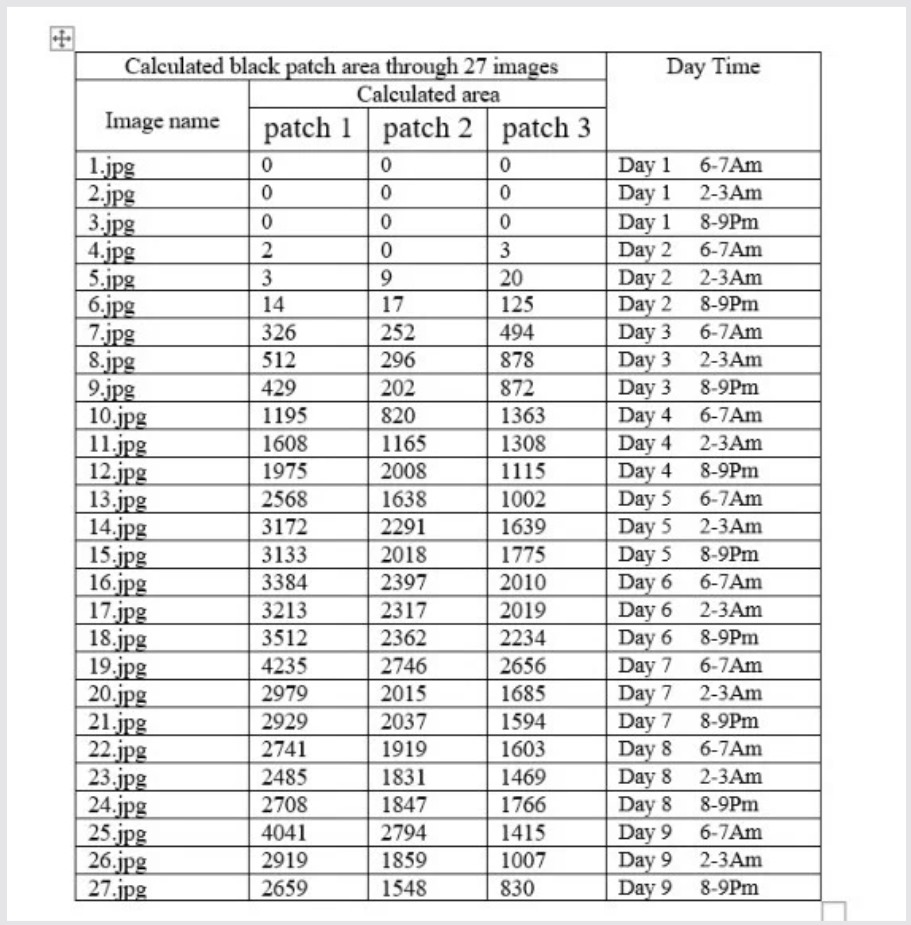 Calculated black patch area through 27 images Day Time
Calculated area
Image name patch 1 patch 2 patch 3
1.jpg 0 0 0 Day 1 6-7Am
2.jpg 0 0 0 Day 1 2-3Am
3.jpg 0 0 0 Day 1 8-9Pm
4.jpg 2 0 3 Day 2 6-7Am
5.jpg 3 9 20 Day 2 2-3Am
6.jpg 14 17 125 Day 2 8-9Pm
7.jpg 326 252 494 Day 3 6-7Am
8.jpg 512 296 878 Day 3 2-3Am
9.jpg 429 202 872 Day 3 8-9Pm
10.jpg 1195 820 1363 Day 4 6-7Am
11.jpg 1608 1165 1308 Day 4 2-3Am
12.jpg 1975 2008 1115 Day 4 8-9Pm
13.jpg 2568 1638 1002 Day 5 6-7Am
14.jpg 3172 2291 1639 Day 5 2-3Am
15.jpg 3133 2018 1775 Day 5 8-9Pm
16.jpg 3384 2397 2010 Day 6 6-7Am
17.jpg 3213 2317 2019 Day 6 2-3Am
18.jpg 3512 2362 2234 Day 6 8-9Pm
19.jpg 4235 2746 2656 Day 7 6-7Am
20.jpg 2979 2015 1685 Day 7 2-3Am
21.jpg 2929 2037 1594 Day 7 8-9Pm
22.jpg 2741 1919 1603 Day 8 6-7Am
23.jpg 2485 1831 1469 Day 8 2-3Am
24.jpg 2708 1847 1766 Day 8 8-9Pm
25.jpg 4041 2794 1415 Day 9 6-7Am
26.jpg 2919 1859 1007 Day 9 2-3Am
27.jpg 2659 1548 830 Day 9 8-9Pm